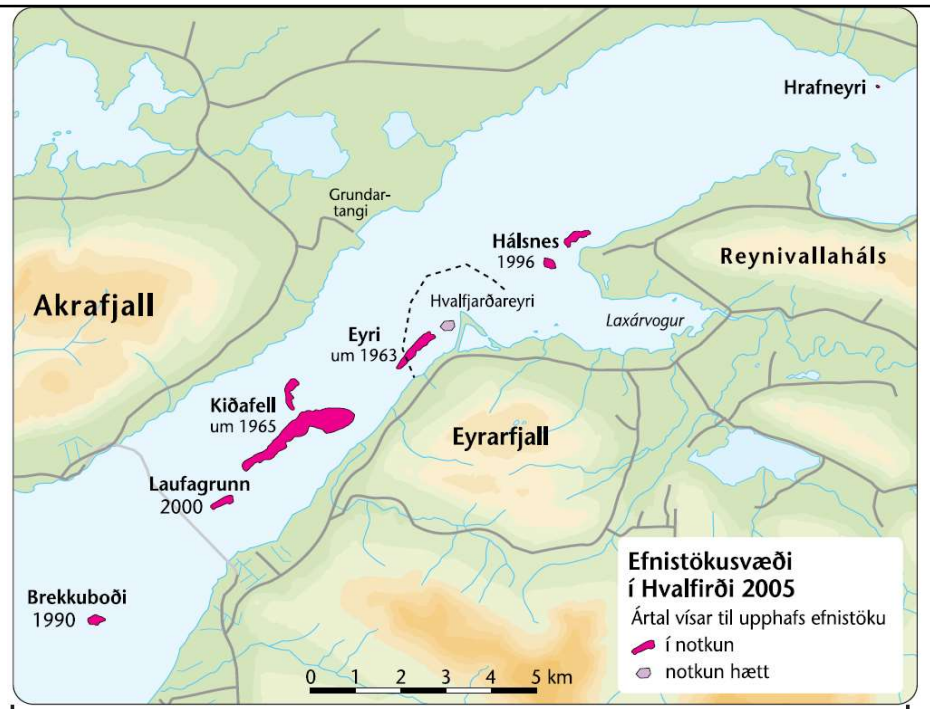 Hrafneyri
Grundar-
tangi
Hálsnes
1996
Reynivallaháls
Akrafjall
Hvalfjarðareyri
Laxárvogur
Eyri
um 1963
Kiðafell
um 1965
Eyrarfjall
Laufagrunn
2000
Brekkuboði
1990
Efnistökusvæði
í Hvalfirði 2005
Ártal vísar til upphafs efnistöku
í notkun
notkun hætt
0 1 2 3 4 5 km